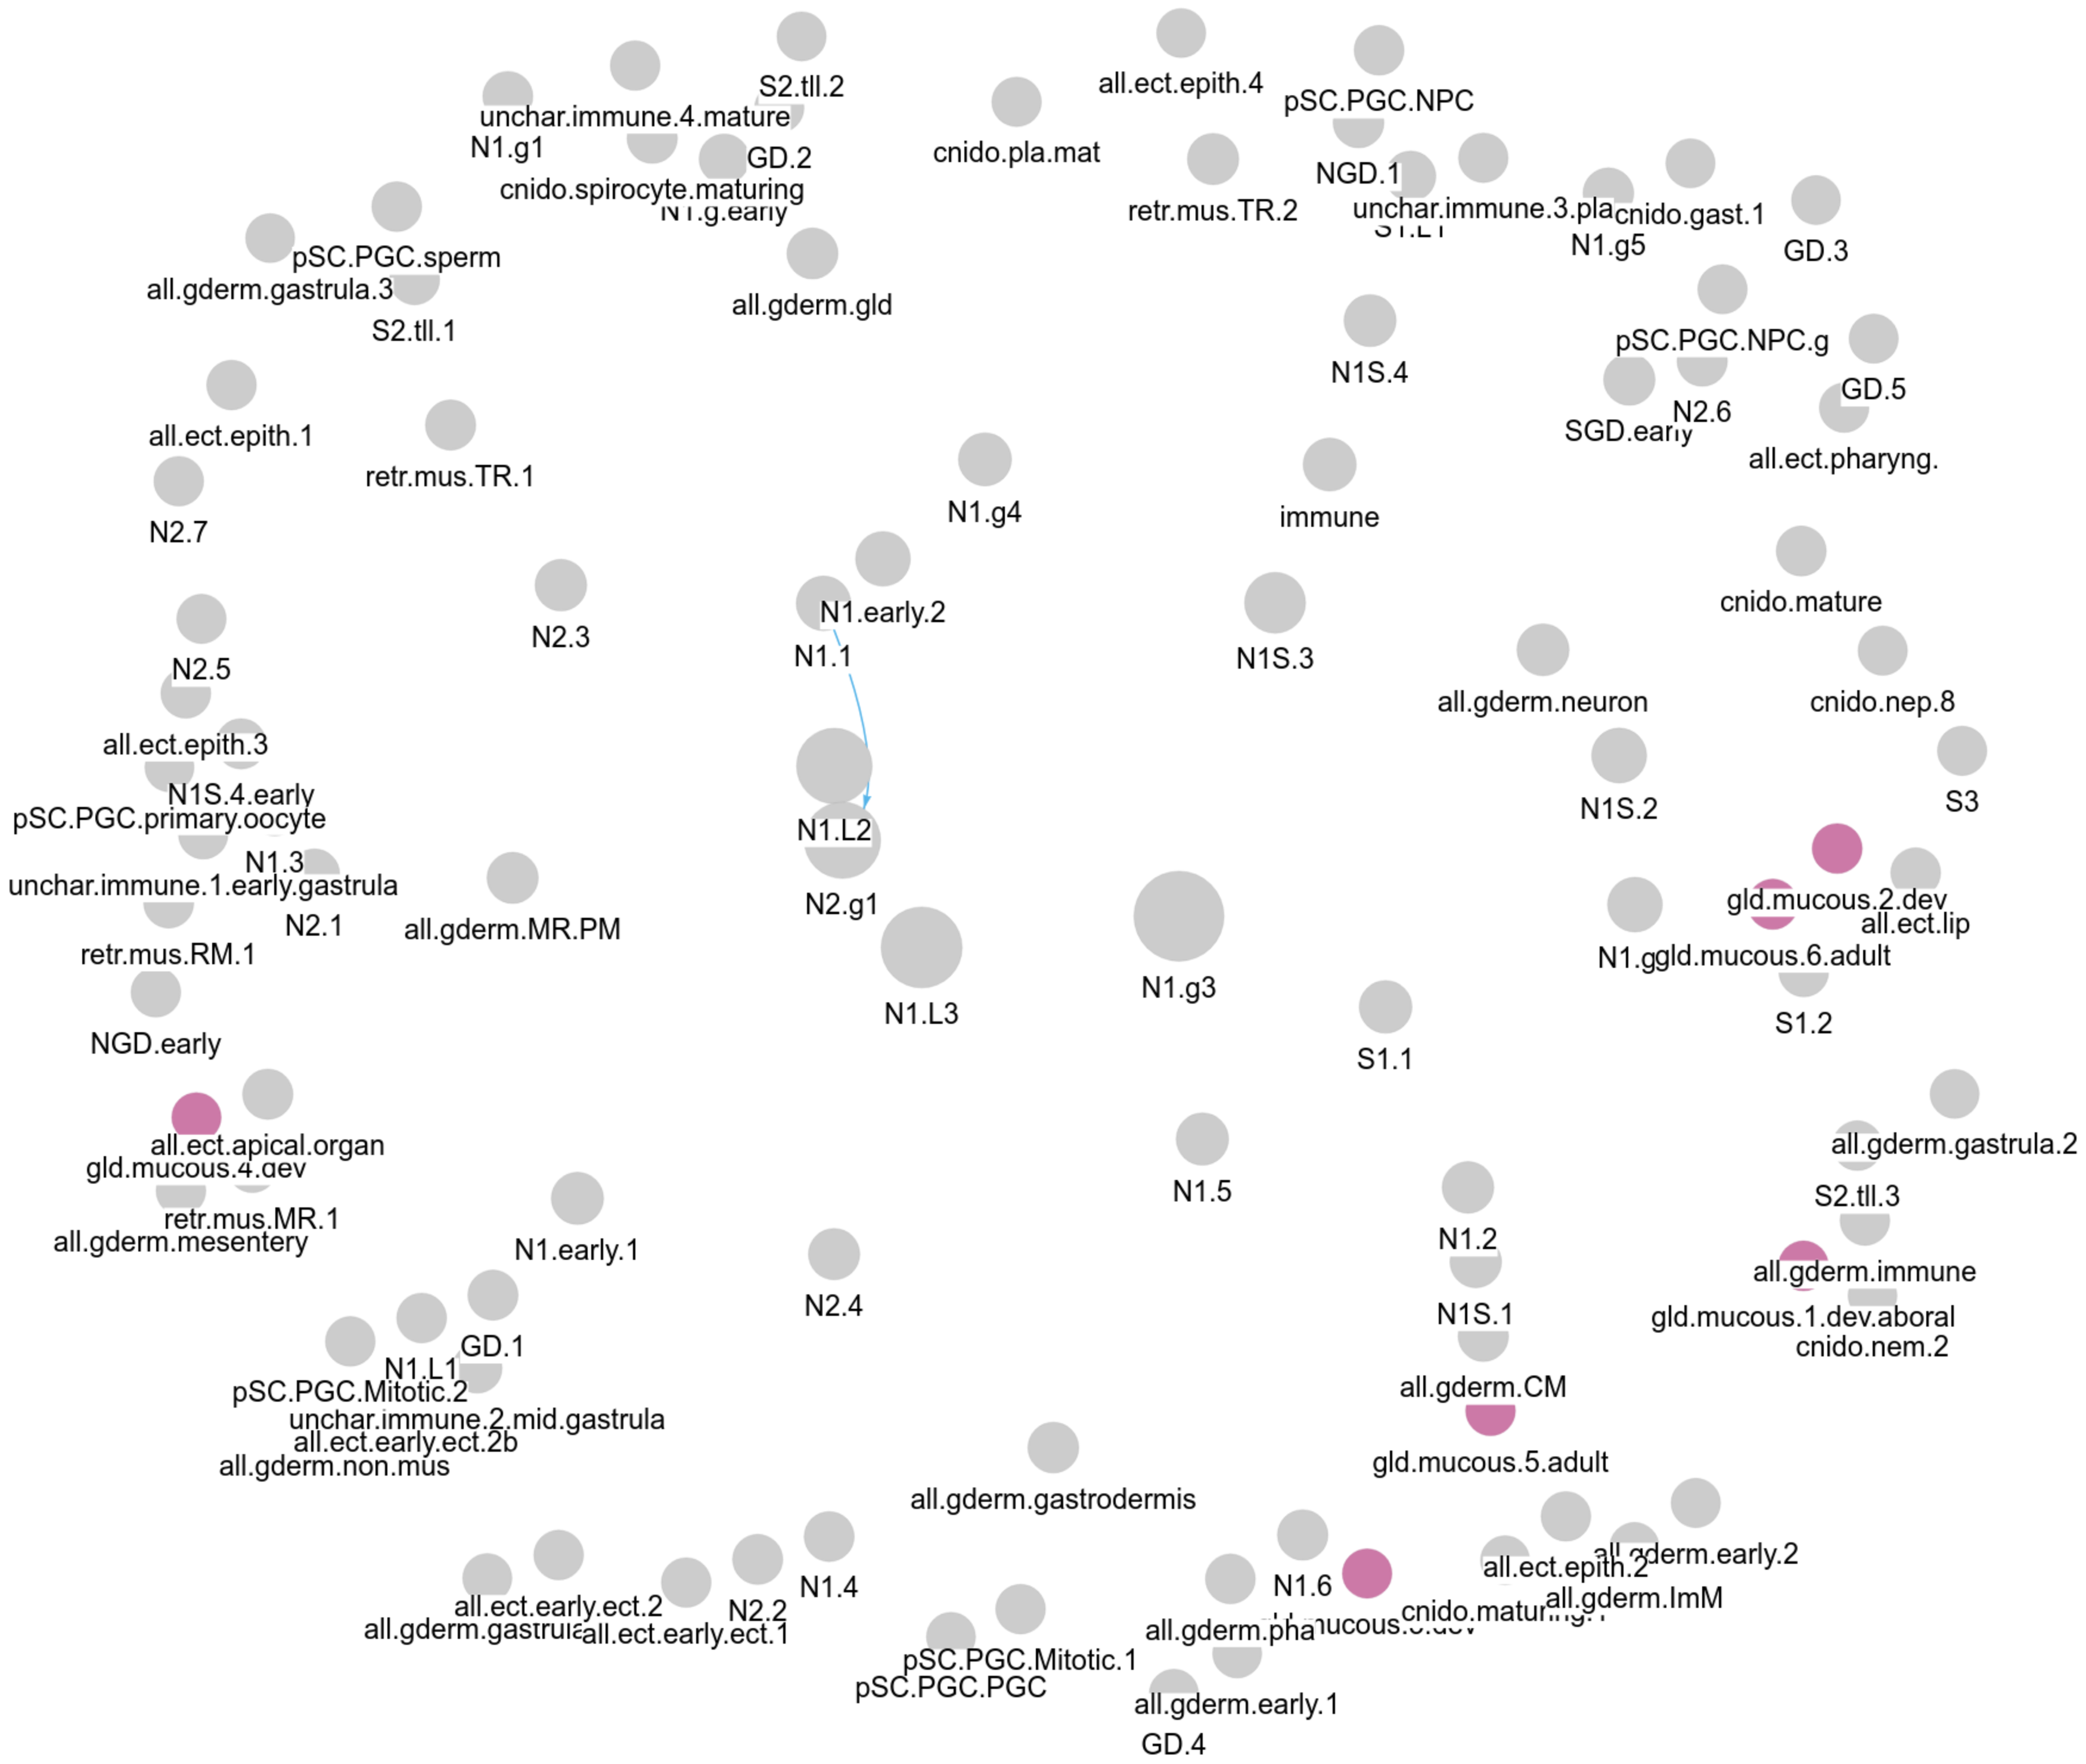 S2.tll.2
all.ect.epith.4
pSC.PGC.NPC
unchar.immune.4.mature
N1.g1
GD.2
cnido.pla.mat
NGD.1
cnido.spirocyte.maturing
N1.g.early
retr.mus.TR.2
unchar.immune.3.pla
cnido.gast.1
S1.L1
N1.g5
GD.3
pSC.PGC.sperm
all.gderm.gastrula.3
S2.tll.1
all.gderm.gld
N1S.4
pSC.PGC.NPC.g
GD.5
N2.6
SGD.early
all.ect.pharyng.
all.ect.epith.1
retr.mus.TR.1
N2.7
N1.g4
immune
cnido.mature
N2.3
N1.early.2
N1.1
N1S.3
N2.5
all.gderm.neuron
cnido.nep.8
all.ect.epith.3
N1S.4.early
pSC.PGC.primary.oocyte
N1.L2
N1S.2
S3
N1.3
unchar.immune.1.early.gastrula
N2.1
all.gderm.MR.PM
N2.g1
gld.mucous.2.dev
all.ect.lip
retr.mus.RM.1
N1.g
gld.mucous.6.adult
N1.L3
N1.g3
S1.2
NGD.early
S1.1
all.ect.apical.organ
gld.mucous.4.dev
all.gderm.gastrula.2
N1.5
S2.tll.3
retr.mus.MR.1
all.gderm.mesentery
N1.early.1
N1.2
all.gderm.immune
N2.4
N1S.1
gld.mucous.1.dev.aboral
cnido.nem.2
GD.1
N1.L1
pSC.PGC.Mitotic.2
all.gderm.CM
unchar.immune.2.mid.gastrula
all.ect.early.ect.2b
all.gderm.non.mus
gld.mucous.5.adult
all.gderm.gastrodermis
all.gderm.early.2
all.ect.epith.2
N1.4
N1.6
all.gderm.ImM
all.ect.early.ect.2
N2.2
cnido.maturing.1
all.gderm.gastrula
all.ect.early.ect.1
all.gderm.pha
mucous.3.dev
pSC.PGC.Mitotic.1
pSC.PGC.PGC
all.gderm.early.1
GD.4